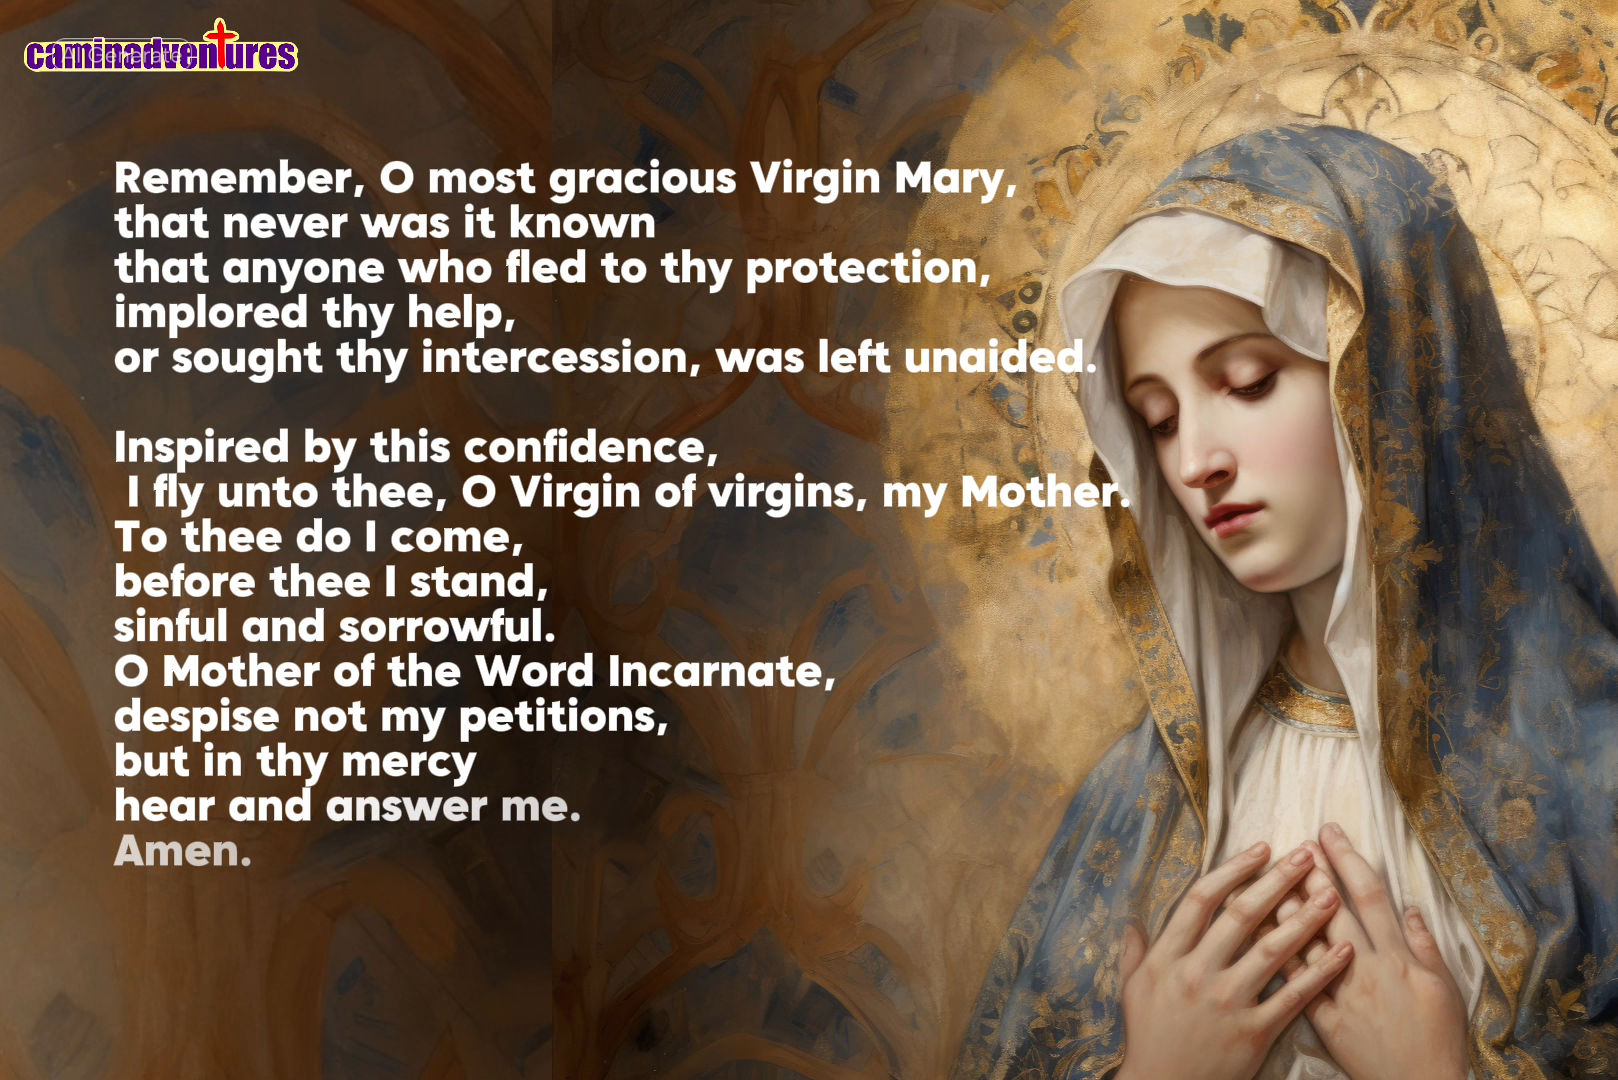 caminadventures
AI Generated
Remember, O most gracious Virgin Mary,
that never was it known
that anyone who fled to thy protection,
implored thy help,
or sought thy intercession, was left unaided.
Inspired by this confidence,
I fly unto thee, O Virgin of virgins, my Mother.
To thee do I come,
before thee I stand,
sinful and sorrowful.
O Mother of the Word Incarnate,
despise not my petitions,
but in thy mercy
hear and answer me.
Amen.